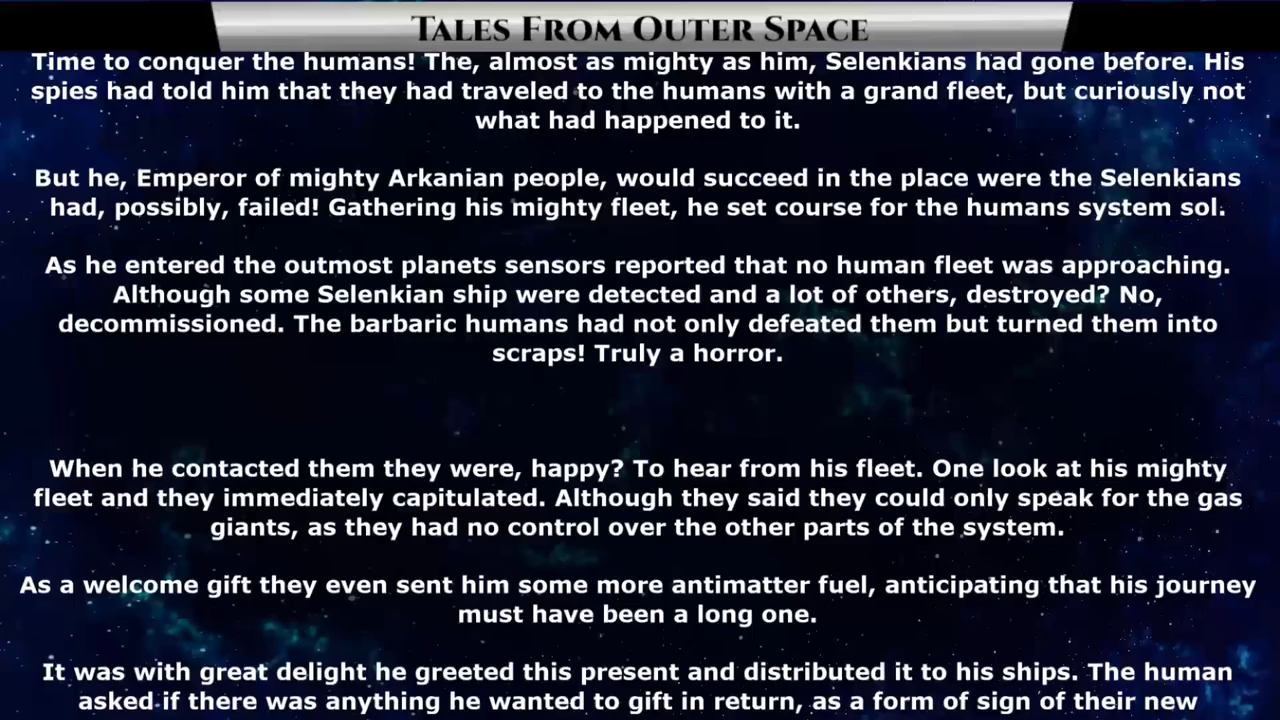 Tales From Outer Space
Time to conquer the humans! The, almost as mighty as him, Selenkians had gone before. His
spies had told him that they had traveled to the humans with a grand fleet, but curiously not
what had happened to it.
But he, Emperor of mighty Arkanian people, would succeed in the place were the Selenkians
had, possibly, failed! Gathering his mighty fleet, he set course for the humans system sol.
As he entered the outmost planets sensors reported that no human fleet was approaching.
Although some Selenkian ship were detected and a lot of others, destroyed? No,
decommissioned. The barbaric humans had not only defeated them but turned them into
scraps! Truly a horror.
When he contacted them they were, happy? To hear from his fleet. One look at his mighty
fleet and they immediately capitulated. Although they said they could only speak for the gas
giants, as they had no control over the other parts of the system.
As a welcome gift they even sent him some more antimatter fuel, anticipating that his journey
must have been a long one.
It was with great delight he greeted this present and distributed it to his ships. The human
asked if there was anything he wanted to gift in return, as a form of sign of their new